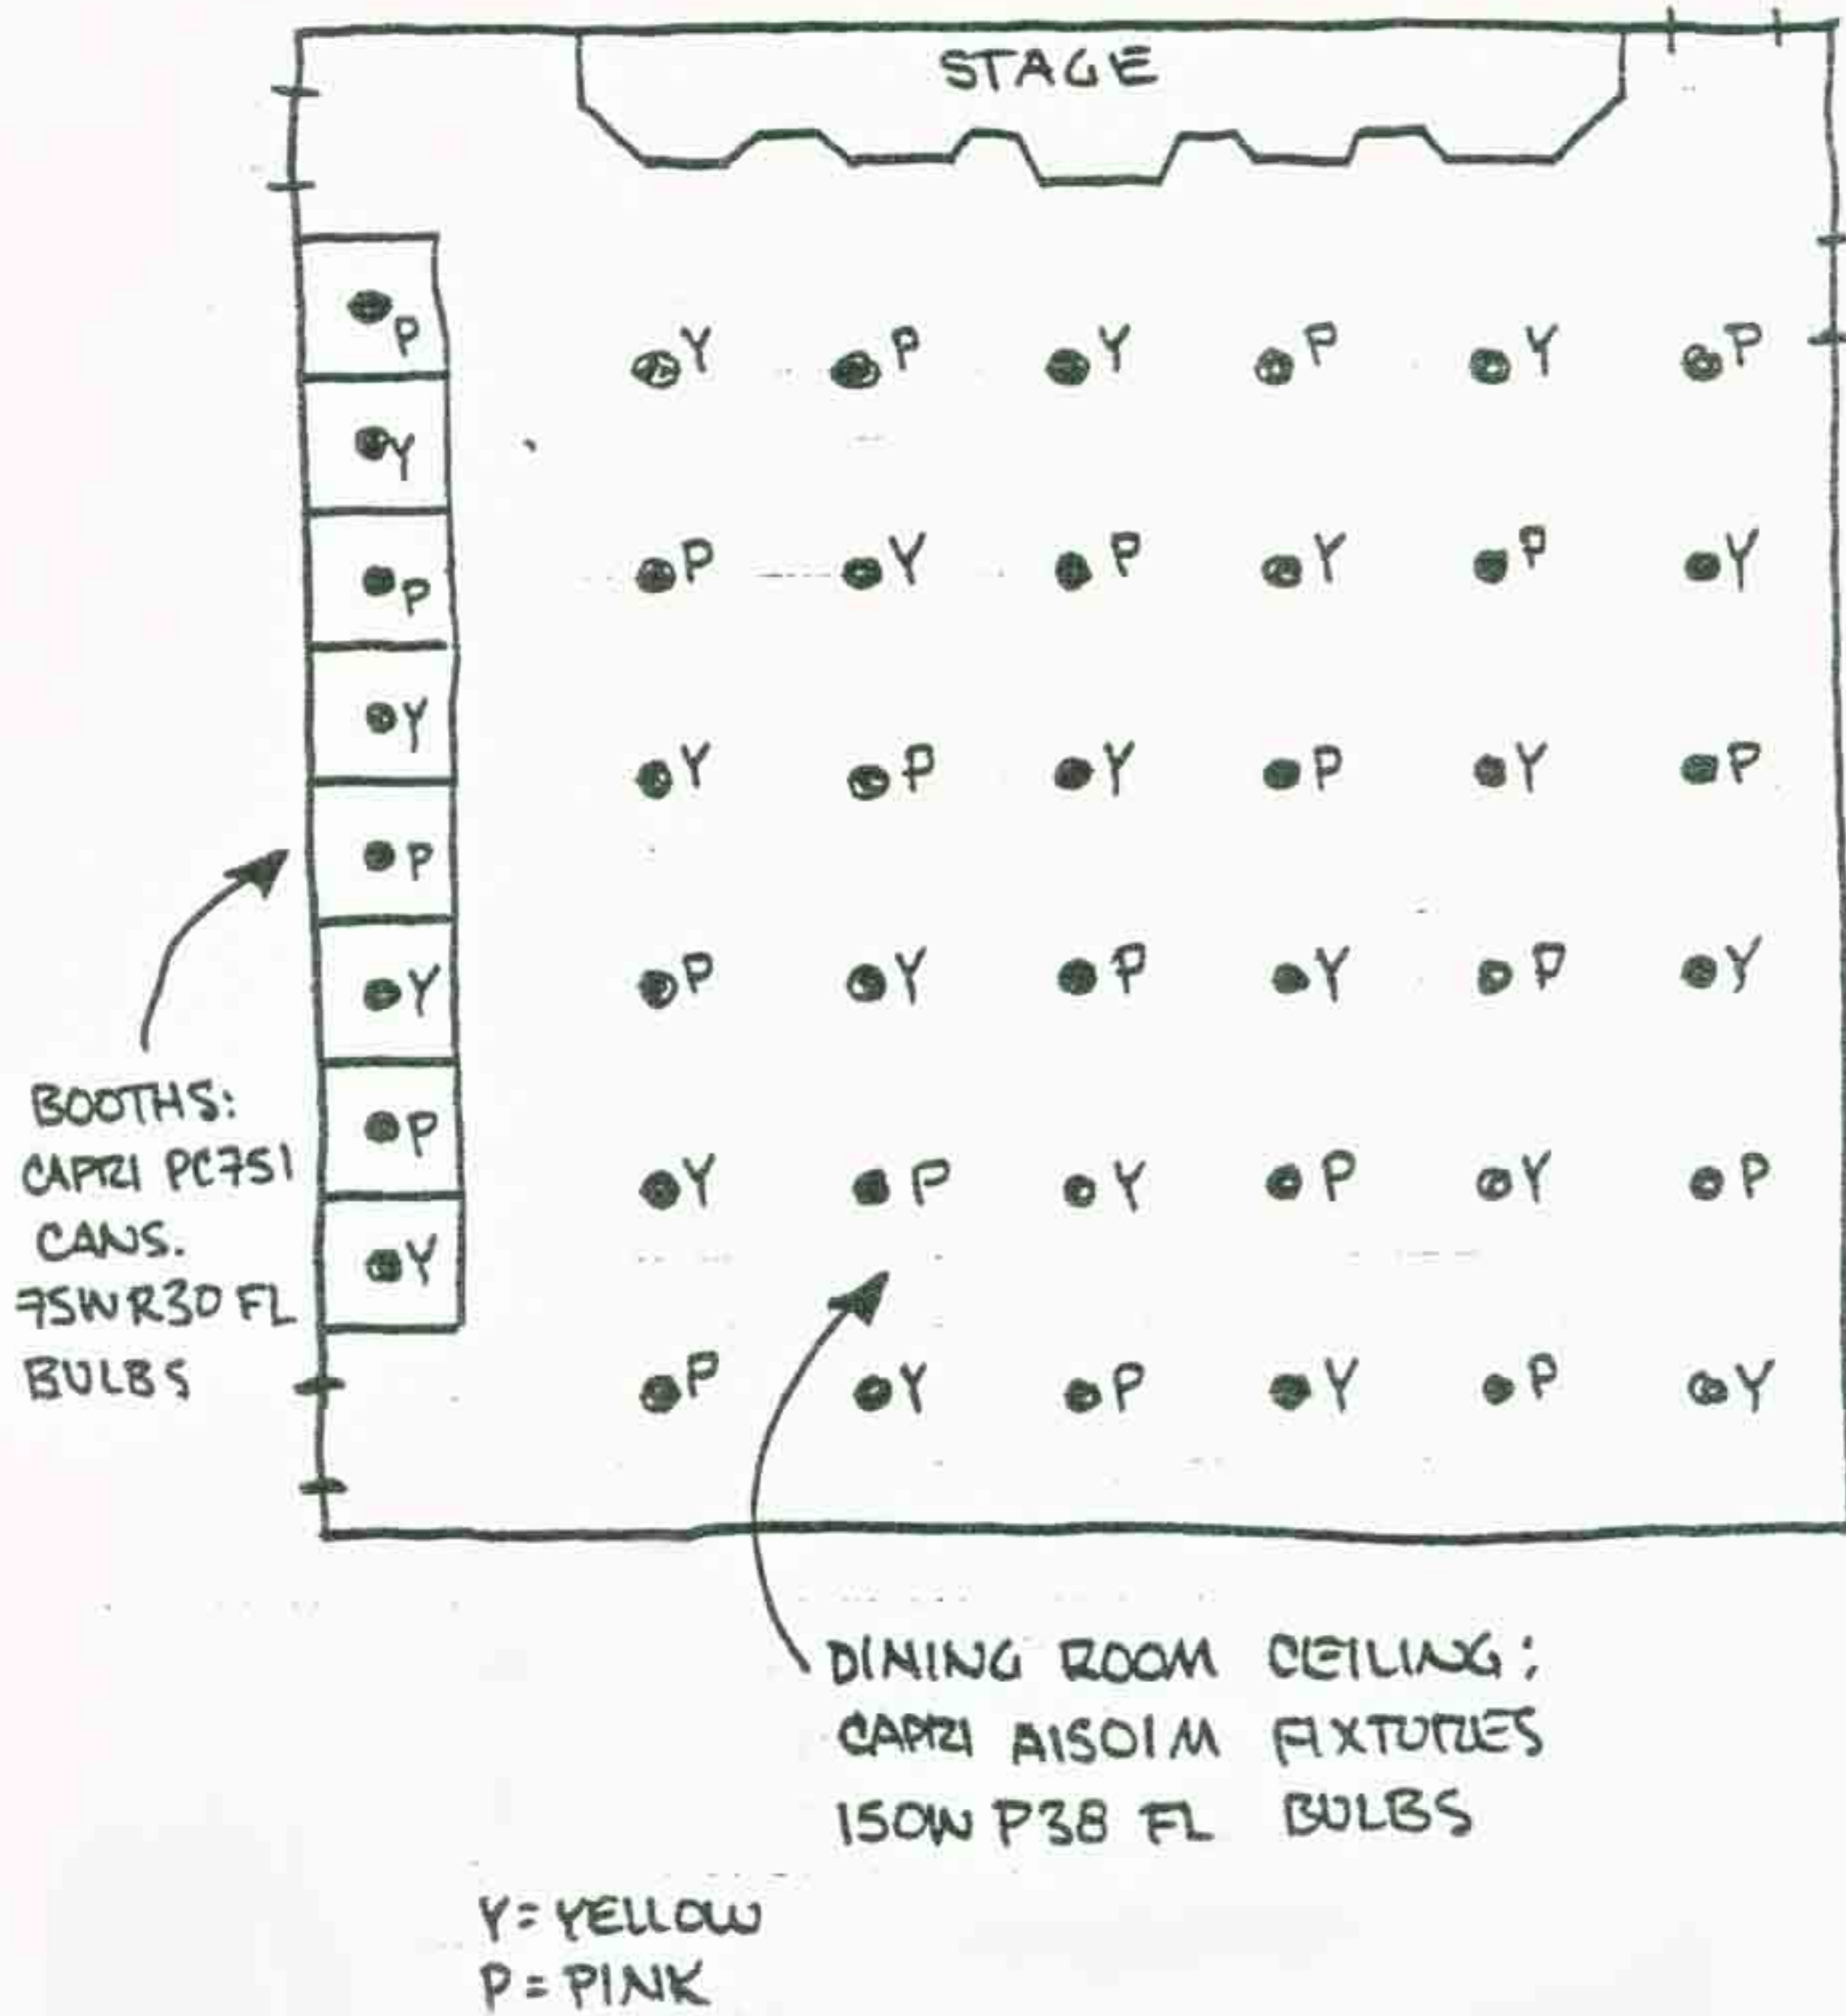 STAGE
P
Y
P
Y
P
Y
P
Y
Y P Y P Y P
P Y P Y P Y
Y P Y P Y P
P Y P Y P Y
Y P Y P Y P
P Y P Y P Y
BOOTHS:
CAPRI PC751
CANS.
75W R30 FL
BULBS
DINING ROOM CEILING:
CAPRI A1501M FIXTURES
150W P38 FL BULBS
Y = YELLOW
P = PINK